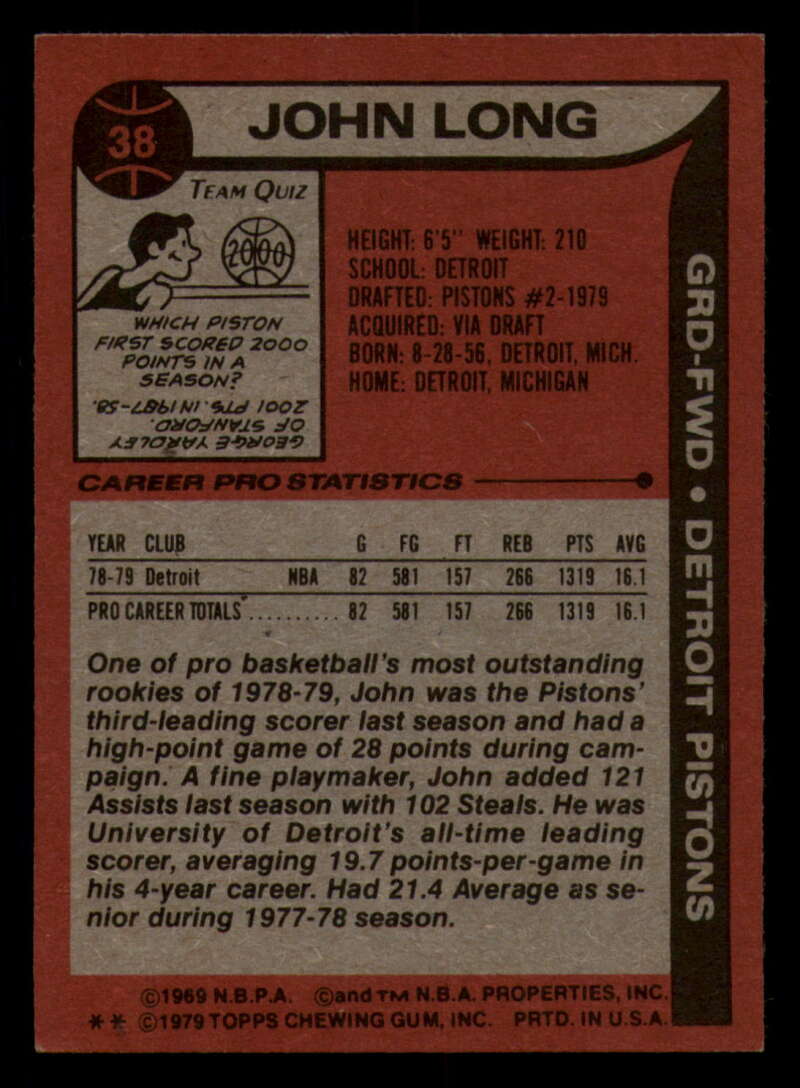 38
JOHN LONG
TEAM QUIZ
2000
WHICH PISTON
FIRST SCORED 2000
POINTS IN A
SEASON?
GEORGE YARDLEY
OF STANFORD.
2001 PTS. IN 1957-58.
HEIGHT: 6'5" WEIGHT: 210
SCHOOL: DETROIT
DRAFTED: PISTONS #2-1979
ACQUIRED: VIA DRAFT
BORN: 8-28-56, DETROIT, MICH.
HOME: DETROIT, MICHIGAN
GRD-FWD • DETROIT PISTONS
CAREER PRO STATISTICS
YEAR CLUB G FG FT REB PTS AVG
78-79 Detroit NBA 82 581 157 266 1319 16.1
PRO CAREER TOTALS .......... 82 581 157 266 1319 16.1
One of pro basketball's most outstanding
rookies of 1978-79, John was the Pistons'
third-leading scorer last season and had a
high-point game of 28 points during cam-
paign. A fine playmaker, John added 121
Assists last season with 102 Steals. He was
University of Detroit's all-time leading
scorer, averaging 19.7 points-per-game in
his 4-year career. Had 21.4 Average as se-
nior during 1977-78 season.
©1969 N.B.P.A. ©and TM N.B.A. PROPERTIES, INC.
** ©1979 TOPPS CHEWING GUM, INC. PRTD. IN U.S.A.